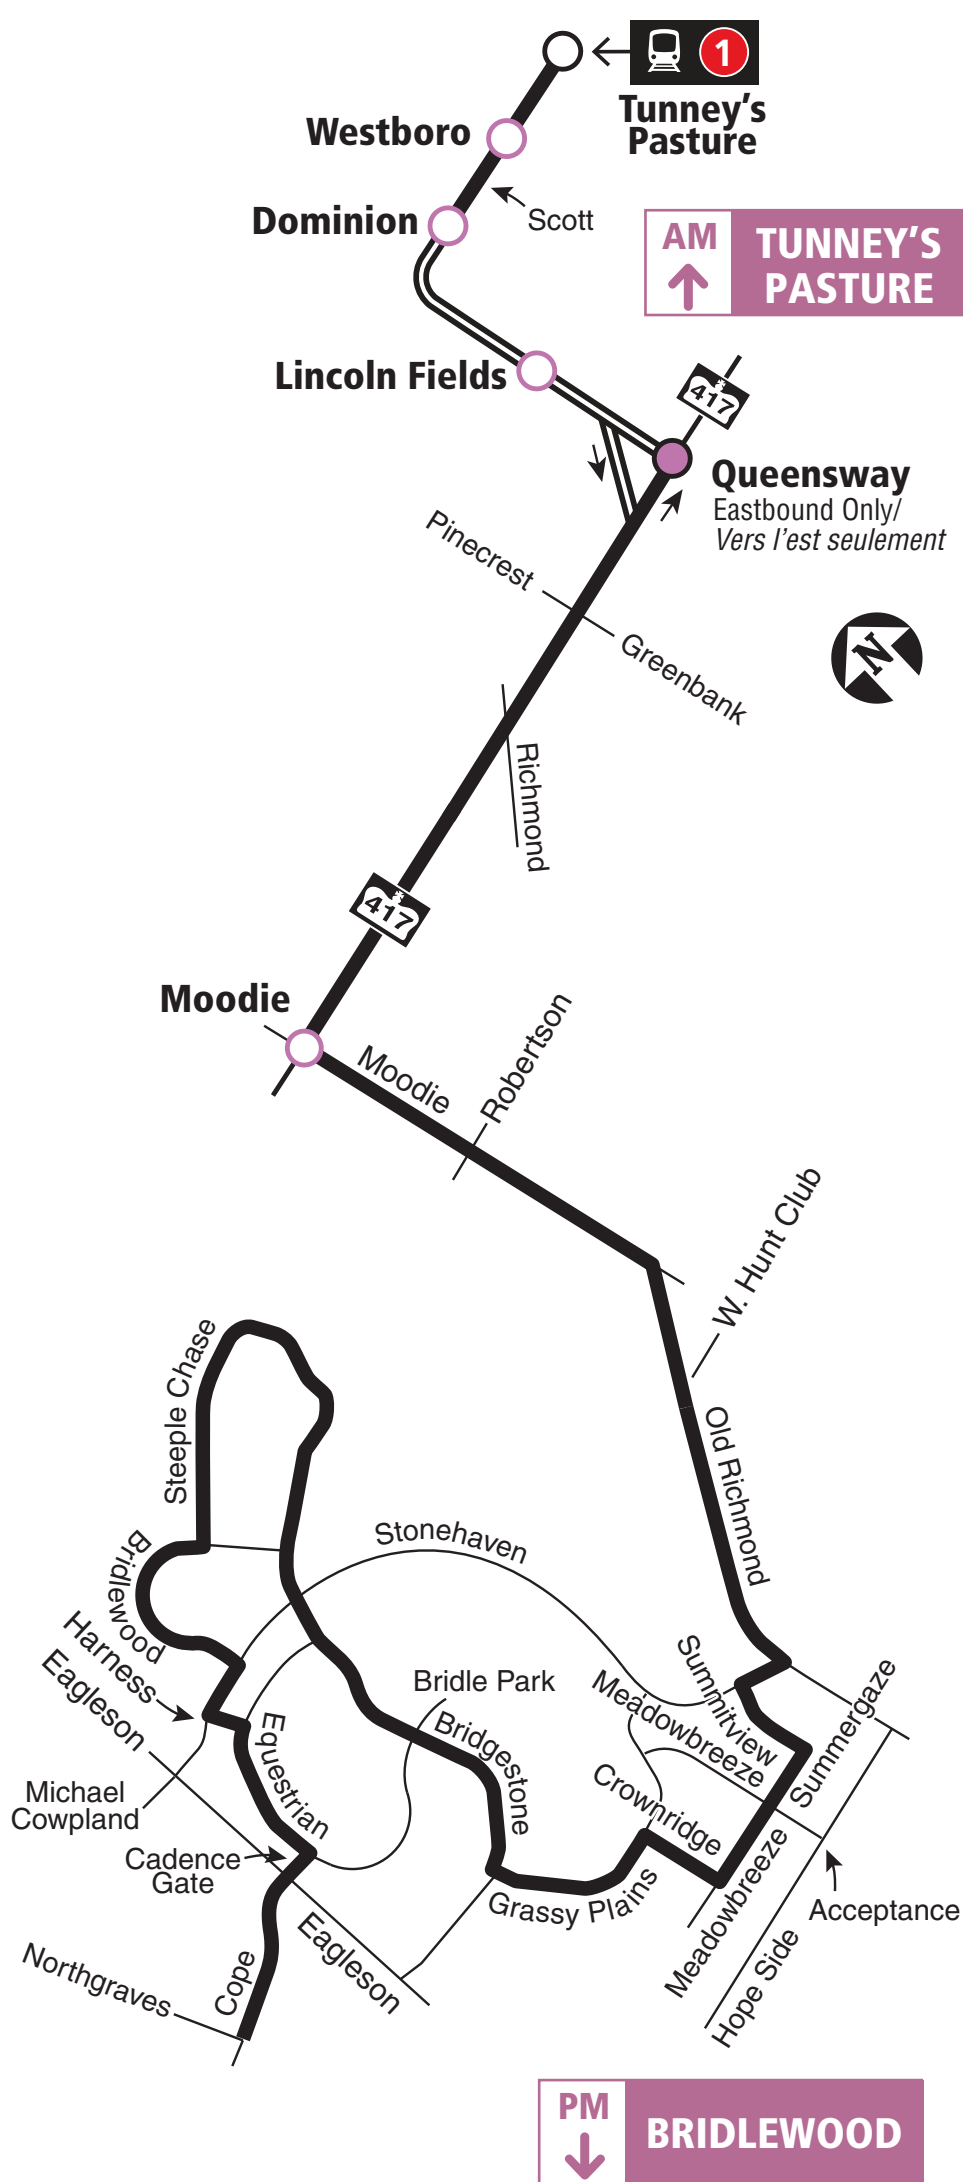 1
Tunney's
Pasture
Westboro
Scott
Dominion
AM
TUNNEY'S
PASTURE
Lincoln Fields
417
Queensway
Eastbound Only/
Vers l'est seulement
Pinecrest
Greenbank
N
Richmond
417
Moodie
Moodie
Robertson
W. Hunt Club
Steeple Chase
Old Richmond
Stonehaven
Bridlewood
Harness
Eagleson
Summitview
Summergaze
Bridle Park
Meadowbreeze
Bridgestone
Equestrian
Crownridge
Michael
Cowpland
Cadence
Gate
Grassy Plains
Meadowbreeze
Acceptance
Eagleson
Hope Side
Northgraves
Cope
PM
BRIDLEWOOD